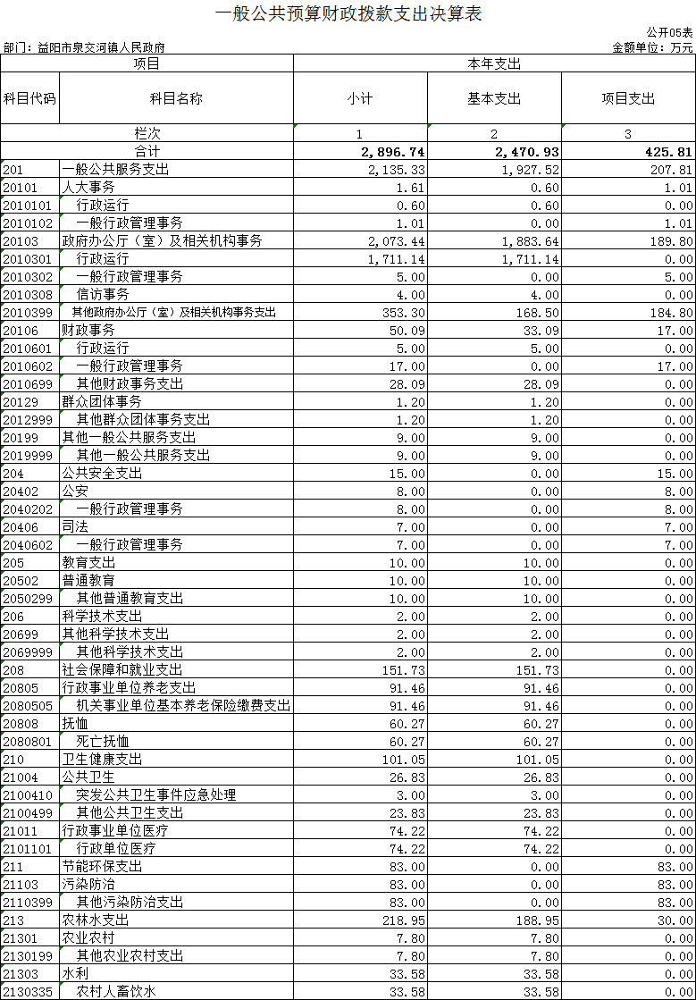 一般公共预算财政拨款支出决算表
公开05表
部门：益阳市泉交河镇人民政府 金额单位：万元
项目 本年支出
科目代码 科目名称 小计 基本支出 项目支出
栏次 1 2 3
合计 2,896.74 2,470.93 425.81
201 一般公共服务支出 2,135.33 1,927.52 207.81
20101 人大事务 1.61 0.60 1.01
2010101 行政运行 0.60 0.60 0.00
2010102 一般行政管理事务 1.01 0.00 1.01
20103 政府办公厅（室）及相关机构事务 2,073.44 1,883.64 189.80
2010301 行政运行 1,711.14 1,711.14 0.00
2010302 一般行政管理事务 5.00 0.00 5.00
2010308 信访事务 4.00 4.00 0.00
2010399 其他政府办公厅（室）及相关机构事务支出 353.30 168.50 184.80
20106 财政事务 50.09 33.09 17.00
2010601 行政运行 5.00 5.00 0.00
2010602 一般行政管理事务 17.00 0.00 17.00
2010699 其他财政事务支出 28.09 28.09 0.00
20129 群众团体事务 1.20 1.20 0.00
2012999 其他群众团体事务支出 1.20 1.20 0.00
20199 其他一般公共服务支出 9.00 9.00 0.00
2019999 其他一般公共服务支出 9.00 9.00 0.00
204 公共安全支出 15.00 0.00 15.00
20402 公安 8.00 0.00 8.00
2040202 一般行政管理事务 8.00 0.00 8.00
20406 司法 7.00 0.00 7.00
2040602 一般行政管理事务 7.00 0.00 7.00
205 教育支出 10.00 10.00 0.00
20502 普通教育 10.00 10.00 0.00
2050299 其他普通教育支出 10.00 10.00 0.00
206 科学技术支出 2.00 2.00 0.00
20699 其他科学技术支出 2.00 2.00 0.00
2069999 其他科学技术支出 2.00 2.00 0.00
208 社会保障和就业支出 151.73 151.73 0.00
20805 行政事业单位养老支出 91.46 91.46 0.00
2080505 机关事业单位基本养老保险缴费支出 91.46 91.46 0.00
20808 抚恤 60.27 60.27 0.00
2080801 死亡抚恤 60.27 60.27 0.00
210 卫生健康支出 101.05 101.05 0.00
21004 公共卫生 26.83 26.83 0.00
2100410 突发公共卫生事件应急处理 3.00 3.00 0.00
2100499 其他公共卫生支出 23.83 23.83 0.00
21011 行政事业单位医疗 74.22 74.22 0.00
2101101 行政单位医疗 74.22 74.22 0.00
211 节能环保支出 83.00 0.00 83.00
21103 污染防治 83.00 0.00 83.00
2110399 其他污染防治支出 83.00 0.00 83.00
213 农林水支出 218.95 188.95 30.00
21301 农业农村 7.80 7.80 0.00
2130199 其他农业农村支出 7.80 7.80 0.00
21303 水利 33.58 33.58 0.00
2130335 农村人畜饮水 33.58 33.58 0.00